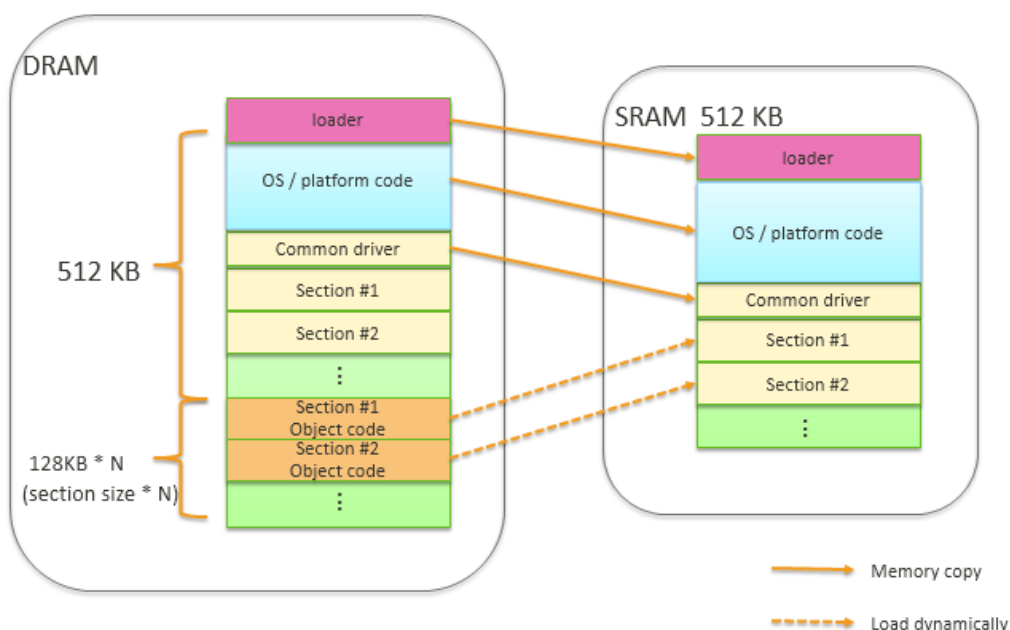 DRAM
loader
OS / platform code
Common driver
Section #1
Section #2
⋮
512 KB
Section #1
Object code
Section #2
Object code
⋮
128KB * N
(section size * N)
SRAM 512 KB
loader
OS / platform code
Common driver
Section #1
Section #2
⋮
Memory copy
Load dynamically